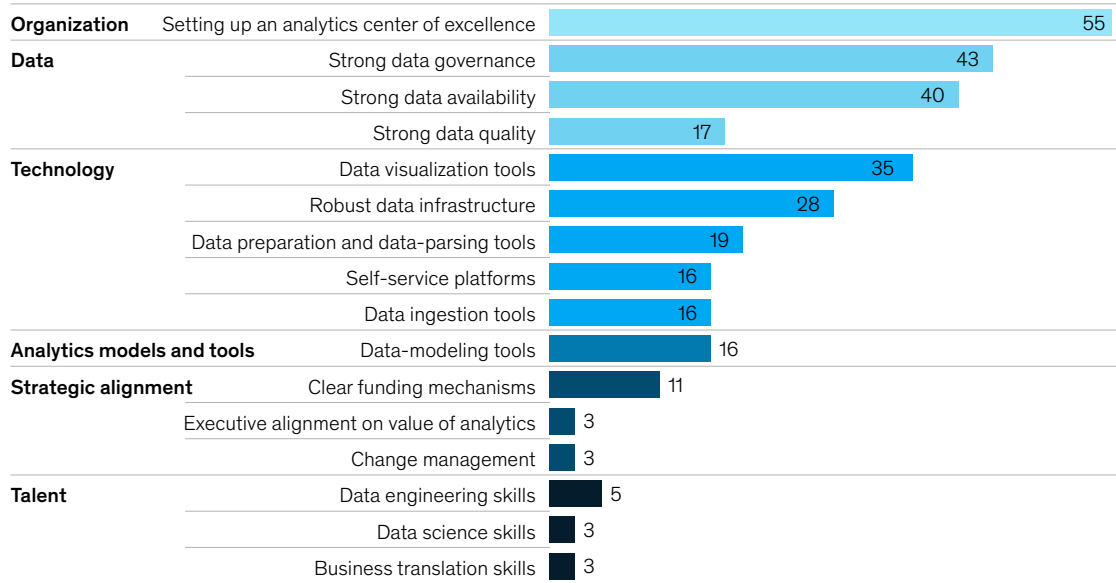 Organization Setting up an analytics center of excellence 55
Data Strong data governance 43
Strong data availability 40
Strong data quality 17
Technology Data visualization tools 35
Robust data infrastructure 28
Data preparation and data-parsing tools 19
Self-service platforms 16
Data ingestion tools 16
Analytics models and tools Data-modeling tools 16
Strategic alignment Clear funding mechanisms 11
Executive alignment on value of analytics 3
Change management 3
Talent Data engineering skills 5
Data science skills 3
Business translation skills 3